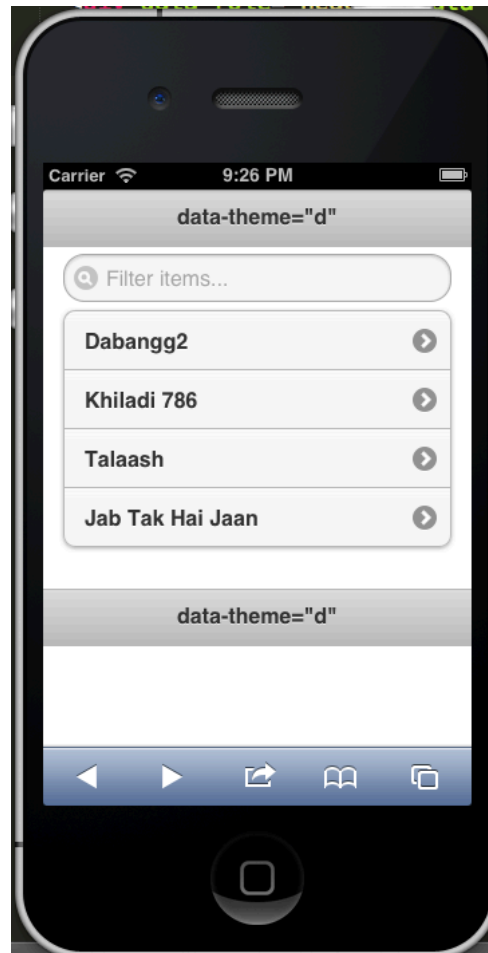 Carrier 9:26 PM
data-theme="d"
Filter items...
Dabangg2
Khiladi 786
Talaash
Jab Tak Hai Jaan
data-theme="d"